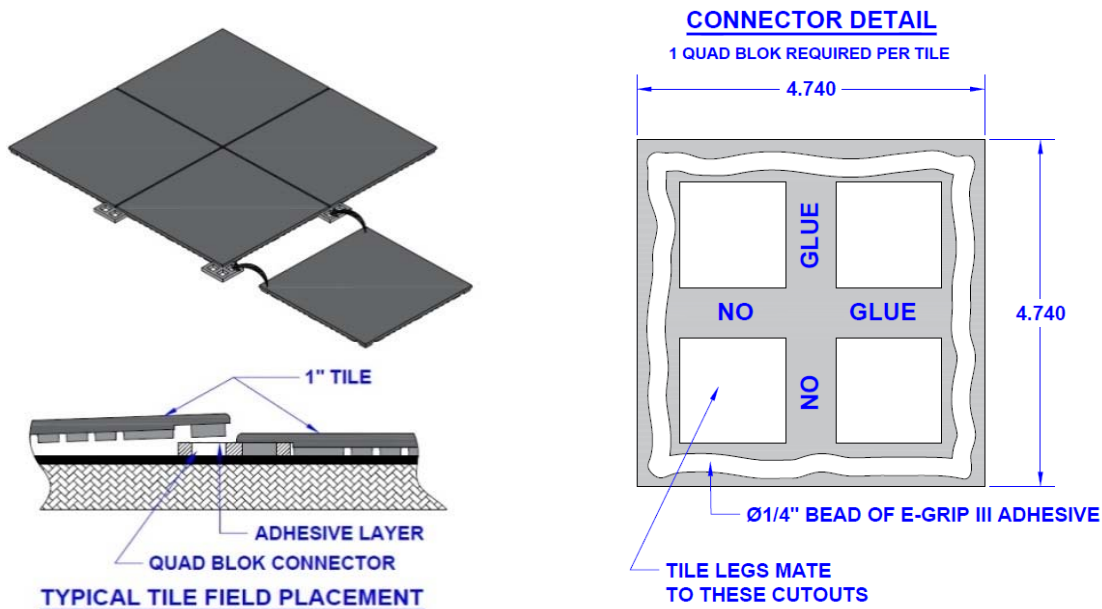 CONNECTOR DETAIL
1 QUAD BLOK REQUIRED PER TILE
4.740
GLUE
NO GLUE
NO
4.740
Ø1/4" BEAD OF E-GRIP III ADHESIVE
TILE LEGS MATE
TO THESE CUTOUTS
1" TILE
ADHESIVE LAYER
QUAD BLOK CONNECTOR
TYPICAL TILE FIELD PLACEMENT